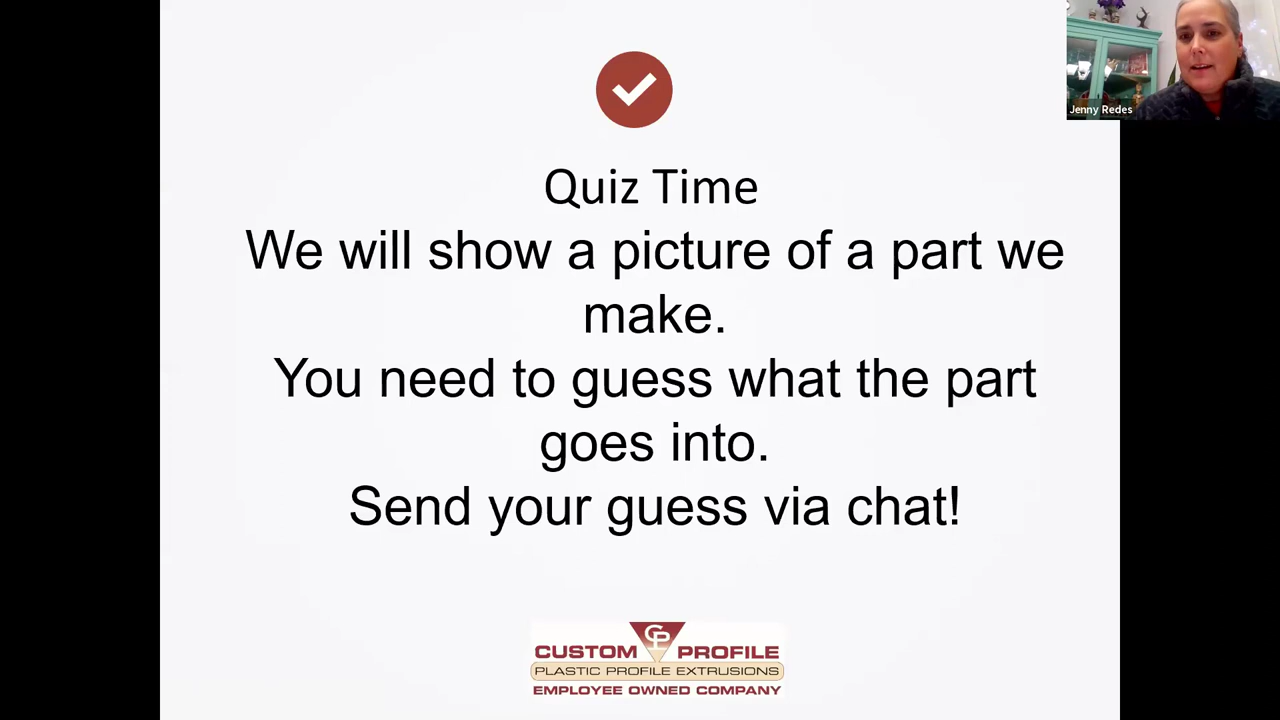 Jenny Redes
Quiz Time
We will show a picture of a part we
make.
You need to guess what the part
goes into.
Send your guess via chat!
CP
CUSTOM PROFILE
PLASTIC PROFILE EXTRUSIONS
EMPLOYEE OWNED COMPANY